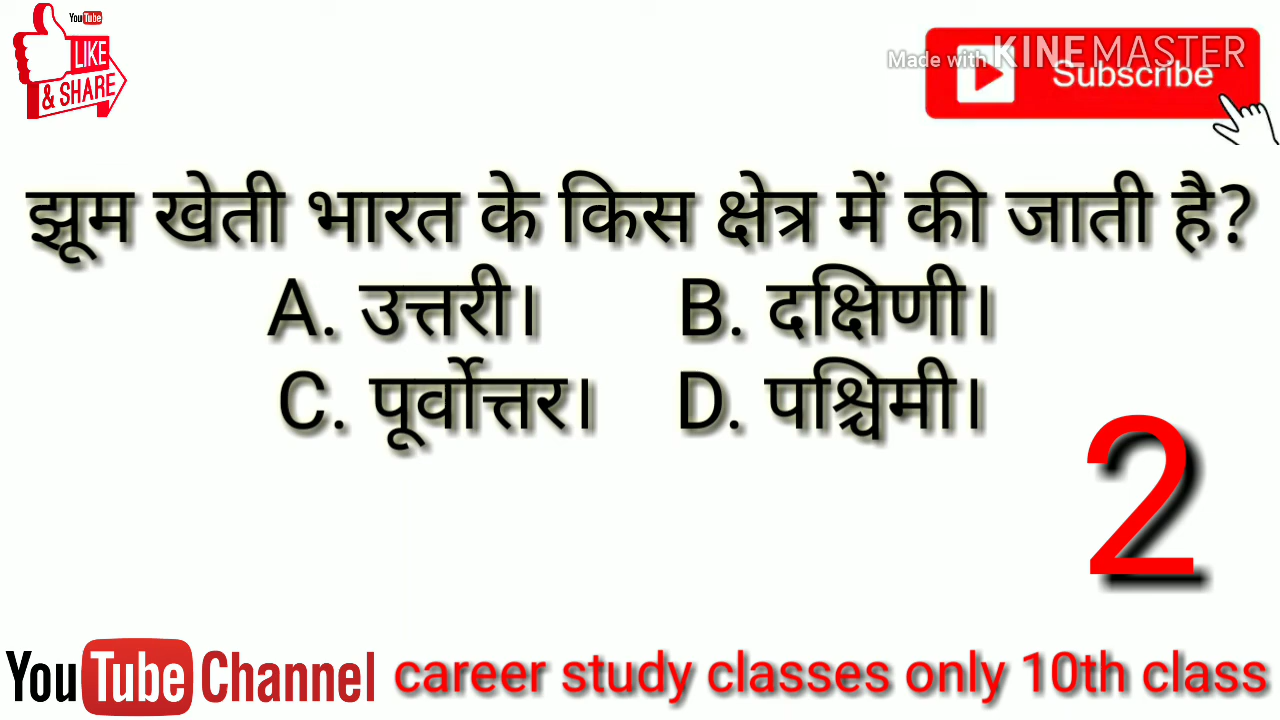 YouTube
LIKE
& SHARE
Made with KINEMASTER
Subscribe
झूम खेती भारत के किस क्षेत्र में की जाती है?
A. उत्तरी। B. दक्षिणी।
C. पूर्वोत्तर। D. पश्चिमी।
2
YouTube Channel career study classes only 10th class